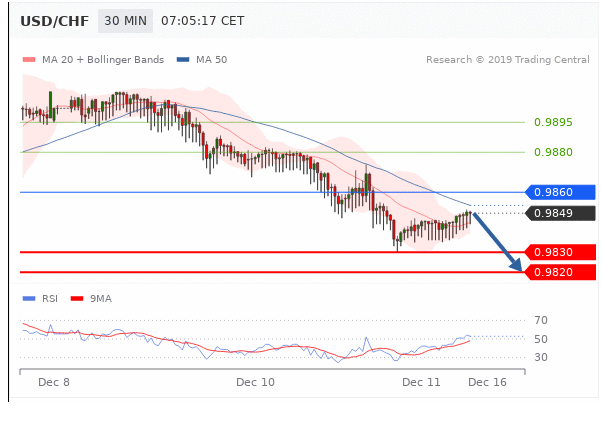 USD/CHF 30 MIN 07:05:17 CET
MA 20 + Bollinger Bands MA 50 Research © 2019 Trading Central
0.9895
0.9880
0.9860
0.9849
0.9830
0.9820
RSI 9MA
70
50
30
Dec 8 Dec 10 Dec 11 Dec 16